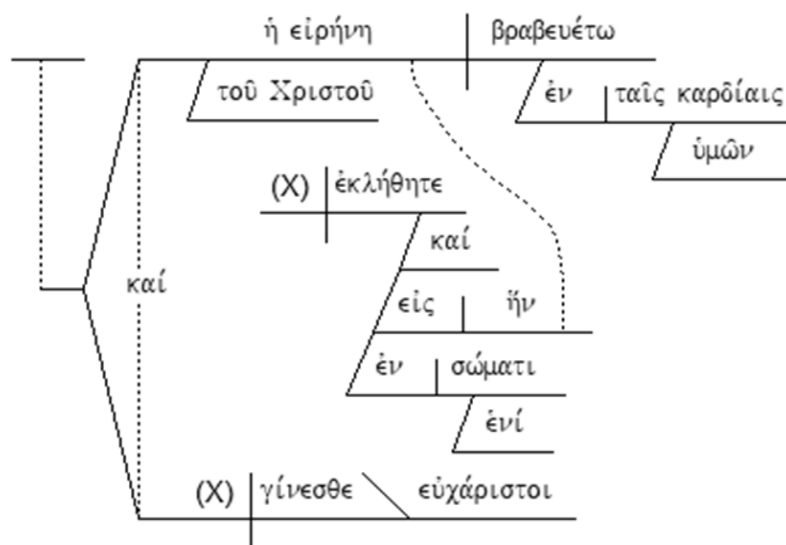 ἡ εἰρήνη βραβευέτω
τοῦ Χριστοῦ ἐν ταῖς καρδίαις
ὑμῶν
(X) ἐκλήθητε
καί
καί εἰς ἥν
ἐν σώματι
ἑνί
(X) γίνεσθε εὐχάριστοι